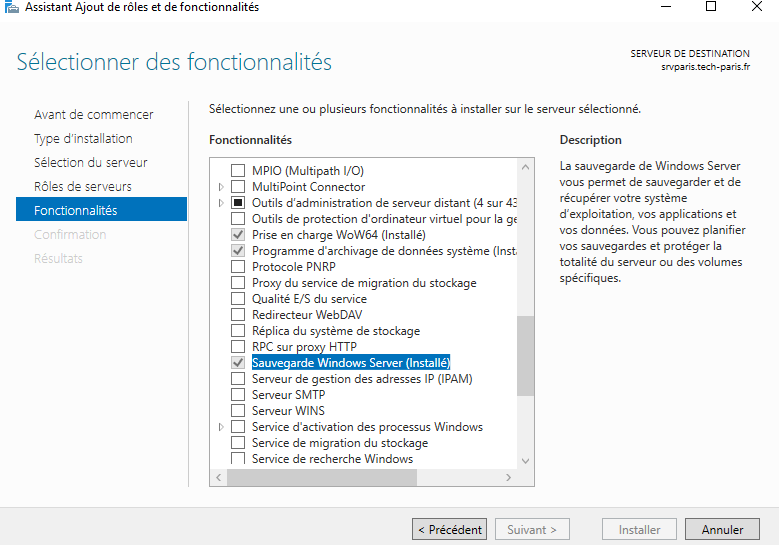 Assistant Ajout de rôles et de fonctionnalités
Sélectionner des fonctionnalités
SERVEUR DE DESTINATION
srvparis.tech-paris.fr
Avant de commencer
Type d'installation
Sélection du serveur
Rôles de serveurs
Fonctionnalités
Confirmation
Résultats
Sélectionnez une ou plusieurs fonctionnalités à installer sur le serveur sélectionné.
Fonctionnalités
MPIO (Multipath I/O)
MultiPoint Connector
Outils d'administration de serveur distant (4 sur 43
Outils de protection d'ordinateur virtuel pour la ge
Prise en charge WoW64 (Installé)
Programme d'archivage de données système (Insta
Protocole PNRP
Proxy du service de migration du stockage
Qualité E/S du service
Redirecteur WebDAV
Réplica du système de stockage
RPC sur proxy HTTP
Sauvegarde Windows Server (Installé)
Serveur de gestion des adresses IP (IPAM)
Serveur SMTP
Serveur WINS
Service d'activation des processus Windows
Service de migration du stockage
Service de recherche Windows
Description
La sauvegarde de Windows Server
vous permet de sauvegarder et de
récupérer votre système
d'exploitation, vos applications et
vos données. Vous pouvez planifier
vos sauvegardes et protéger la
totalité du serveur ou des volumes
spécifiques.
< Précédent
Suivant >
Installer
Annuler